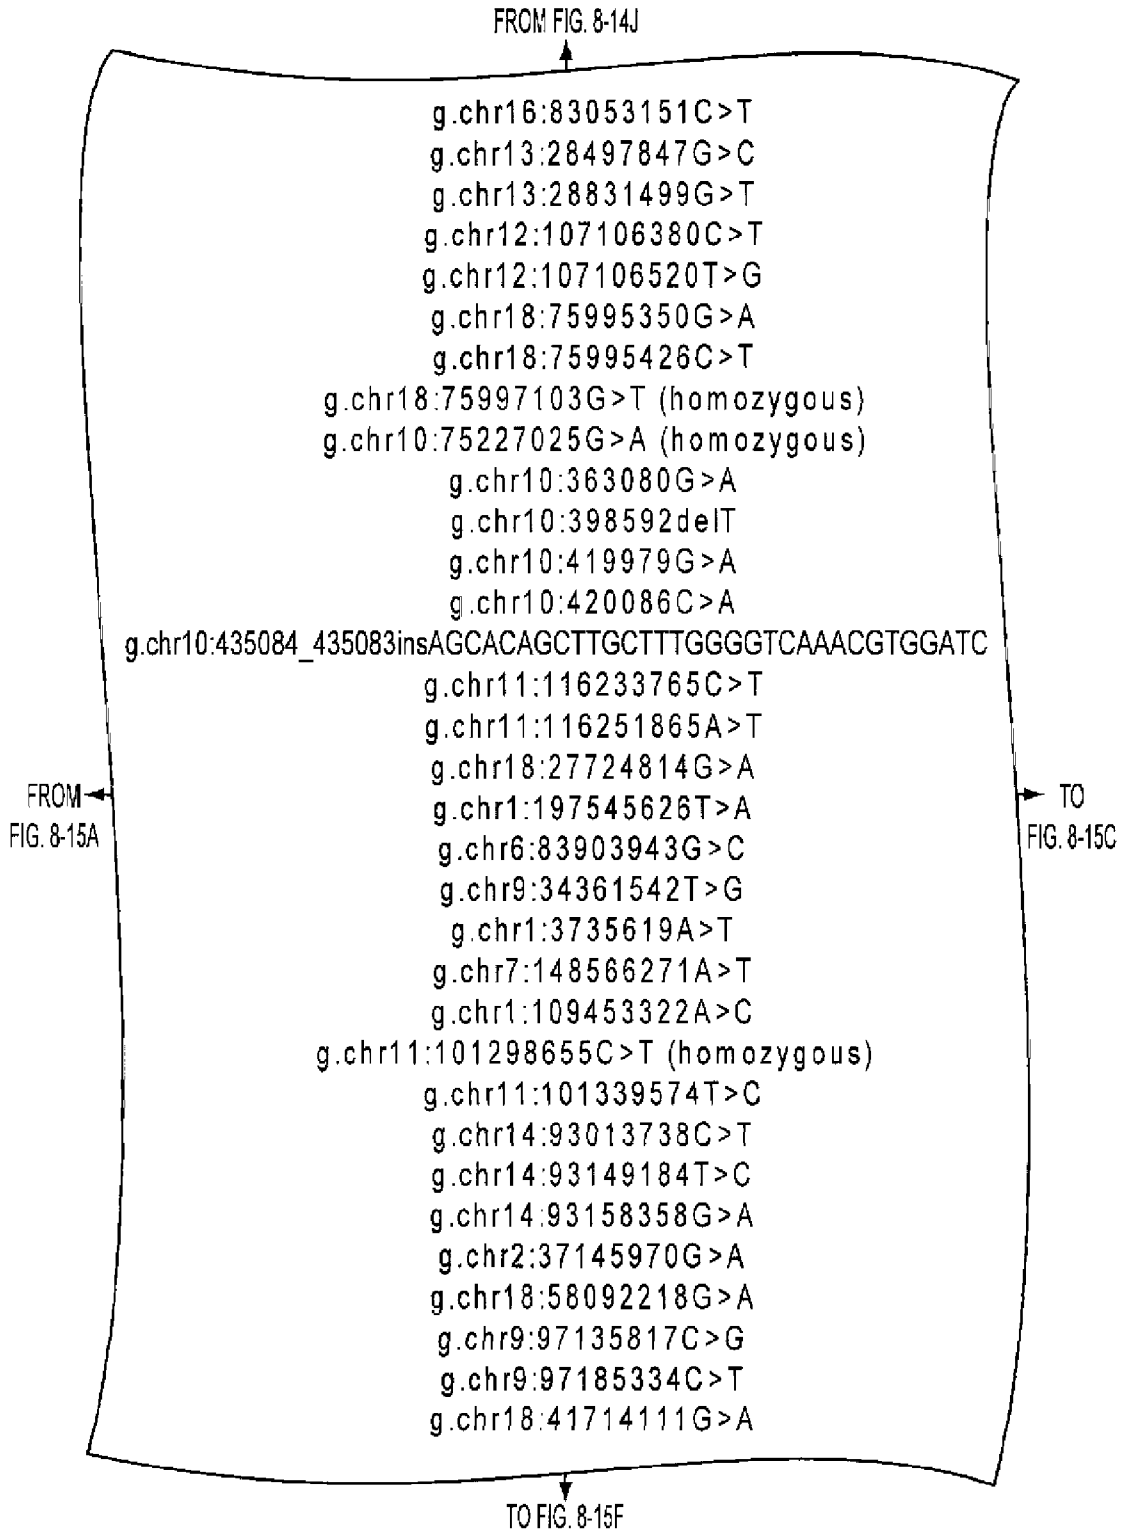 FROM FIG. 8-14J
g.chr16:83053151C>T
g.chr13:28497847G>C
g.chr13:28831499G>T
g.chr12:107106380C>T
g.chr12:107106520T>G
g.chr18:75995350G>A
g.chr18:75995426C>T
g.chr18:75997103G>T (homozygous)
g.chr10:75227025G>A (homozygous)
g.chr10:363080G>A
g.chr10:398592delT
g.chr10:419979G>A
g.chr10:420086C>A
g.chr10:435084_435083insAGCACAGCTTGCTTTGGGGTCAAACGTGGATC
g.chr11:116233765C>T
g.chr11:116251865A>T
g.chr18:27724814G>A
FROM
FIG. 8-15A
g.chr1:197545626T>A
TO
FIG. 8-15C
g.chr6:83903943G>C
g.chr9:34361542T>G
g.chr1:3735619A>T
g.chr7:148566271A>T
g.chr1:109453322A>C
g.chr11:101298655C>T (homozygous)
g.chr11:101339574T>C
g.chr14:93013738C>T
g.chr14:93149184T>C
g.chr14:93158358G>A
g.chr2:37145970G>A
g.chr18:58092218G>A
g.chr9:97135817C>G
g.chr9:97185334C>T
g.chr18:41714111G>A
TO FIG. 8-15F